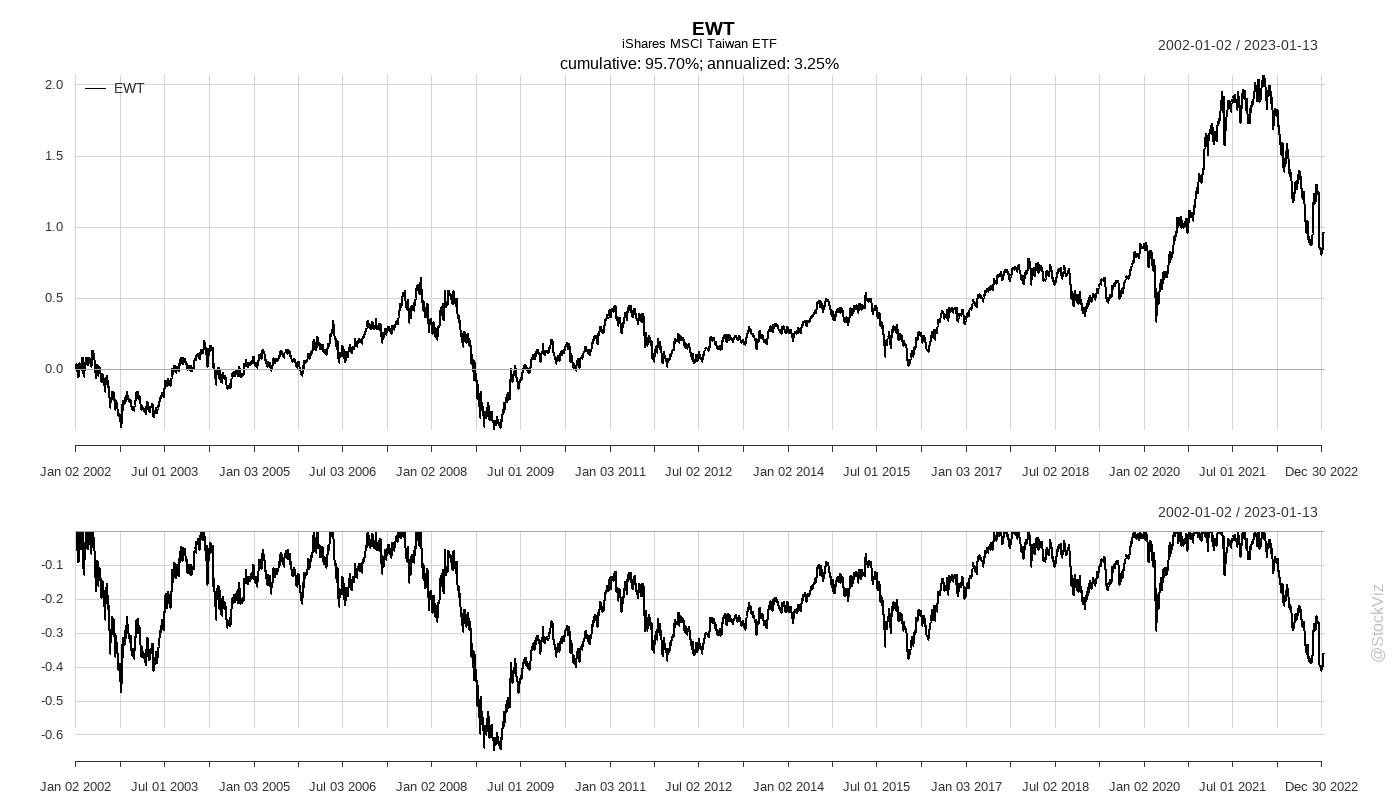 EWT
iShares MSCI Taiwan ETF
2002-01-02 / 2023-01-13
cumulative: 95.70%; annualized: 3.25%
EWT
2.0
1.5
1.0
0.5
0.0
Jan 02 2002 Jul 01 2003 Jan 03 2005 Jul 03 2006 Jan 02 2008 Jul 01 2009 Jan 03 2011 Jul 02 2012 Jan 02 2014 Jul 01 2015 Jan 03 2017 Jul 02 2018 Jan 02 2020 Jul 01 2021 Dec 30 2022
2002-01-02 / 2023-01-13
-0.1
-0.2
-0.3
-0.4
-0.5
-0.6
Jan 02 2002 Jul 01 2003 Jan 03 2005 Jul 03 2006 Jan 02 2008 Jul 01 2009 Jan 03 2011 Jul 02 2012 Jan 02 2014 Jul 01 2015 Jan 03 2017 Jul 02 2018 Jan 02 2020 Jul 01 2021 Dec 30 2022
@StockViz